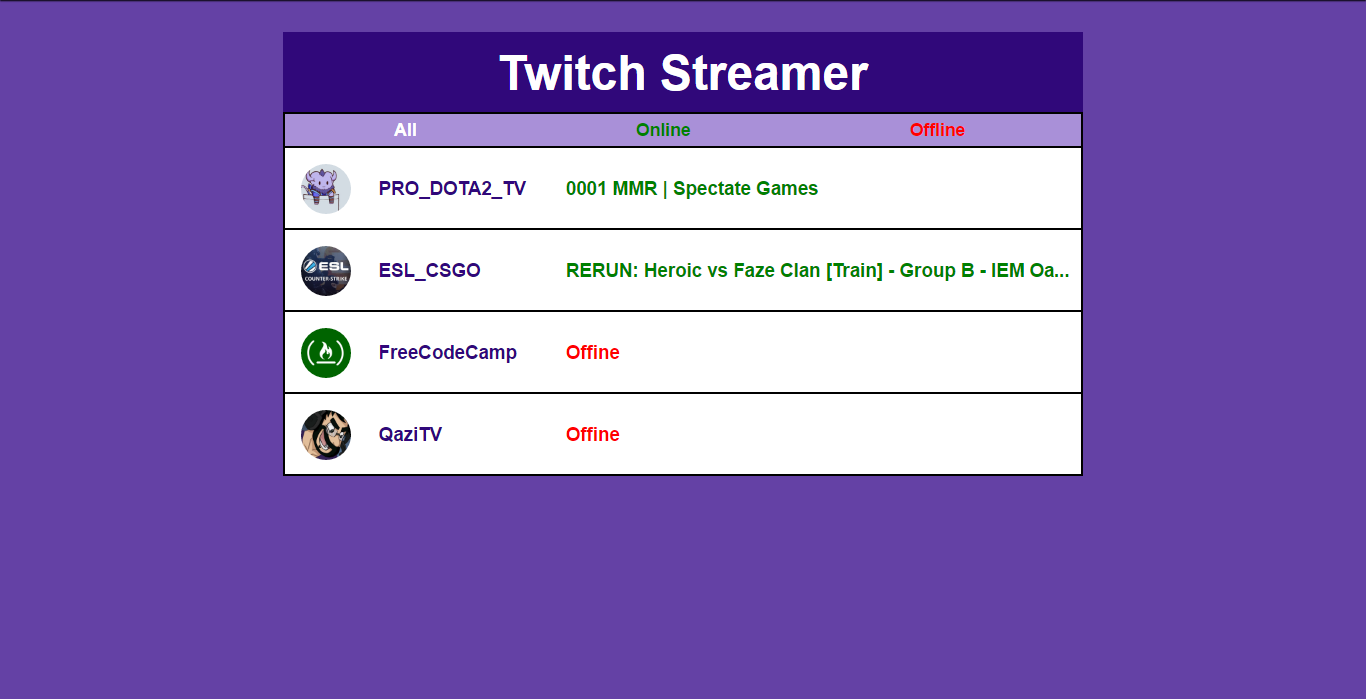 Twitch Streamer
All Online Offline
PRO_DOTA2_TV 0001 MMR | Spectate Games
ESL
COUNTER-STRIKE
ESL_CSGO RERUN: Heroic vs Faze Clan [Train] - Group B - IEM Oa...
FreeCodeCamp Offine
QaziTV Offine